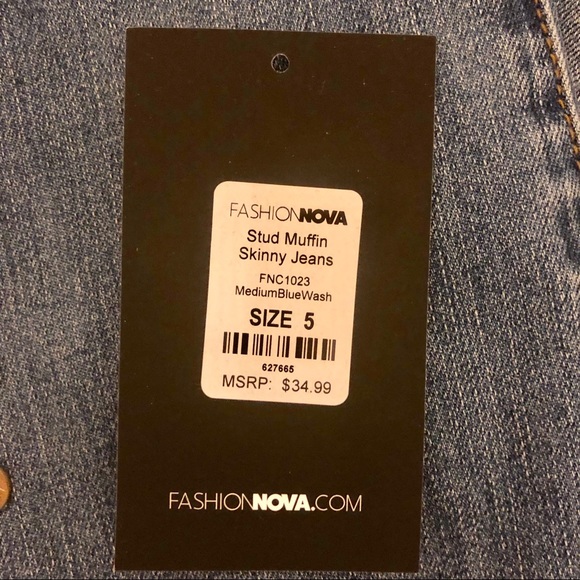 FASHIONNOVA
Stud Muffin
Skinny Jeans
FNC1023
MediumBlueWash
SIZE 5
627665
MSRP: $34.99
FASHIONNOVA.COM